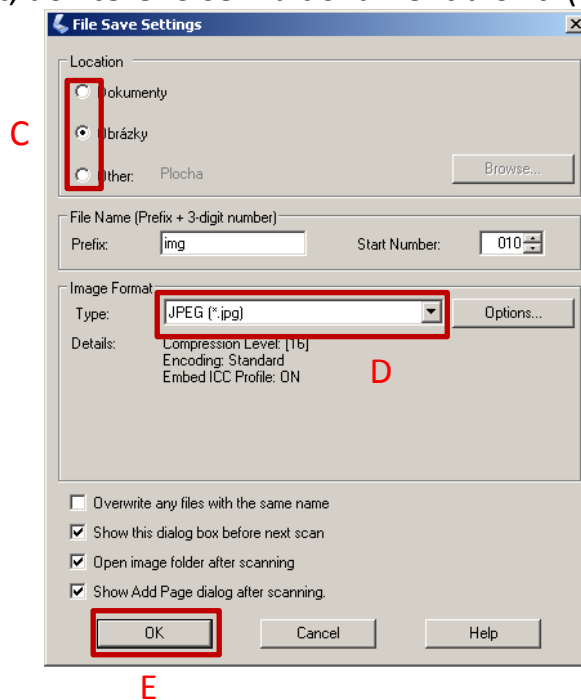 File Save Settings
Location
Dokumenty
C
Obrázky
Other: Plocha Browse...
File Name (Prefix + 3-digit number)
Prefix: img Start Number: 010
Image Format
Type: JPEG (*.jpg) Options...
Details: Compression Level: [16]
Encoding: Standard
Embed ICC Profile: ON
D
Overwrite any files with the same name
Show this dialog box before next scan
Open image folder after scanning
Show Add Page dialog after scanning.
OK Cancel Help
E